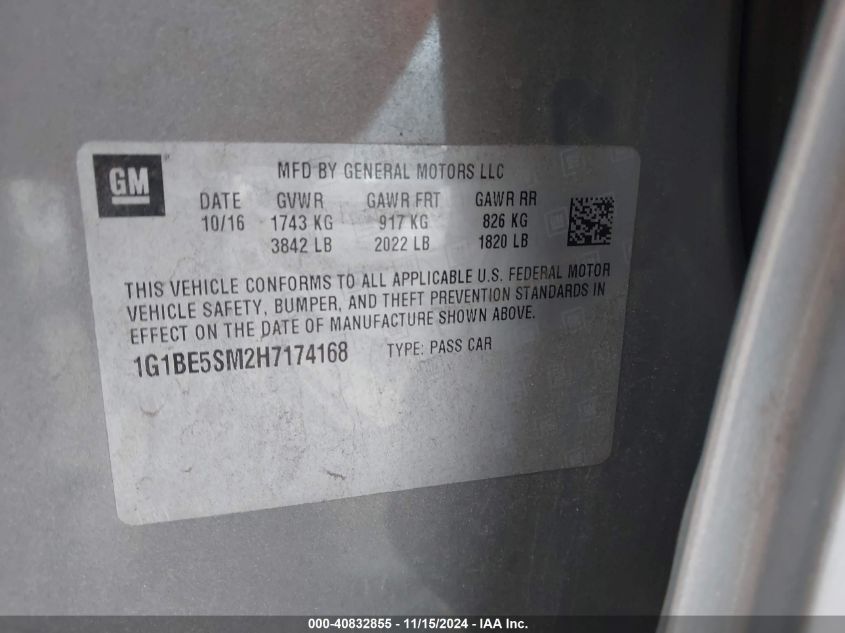 GM
MFD BY GENERAL MOTORS LLC
DATE GVWR GAWR FRT GAWR RR
10/16 1743 KG 917 KG 826 KG
3842 LB 2022 LB 1820 LB
THIS VEHICLE CONFORMS TO ALL APPLICABLE U.S. FEDERAL MOTOR
VEHICLE SAFETY, BUMPER, AND THEFT PREVENTION STANDARDS IN
EFFECT ON THE DATE OF MANUFACTURE SHOWN ABOVE.
1G1BE5SM2H7174168 TYPE: PASS CAR
000-40832855 - 11/15/2024 - IAA Inc.